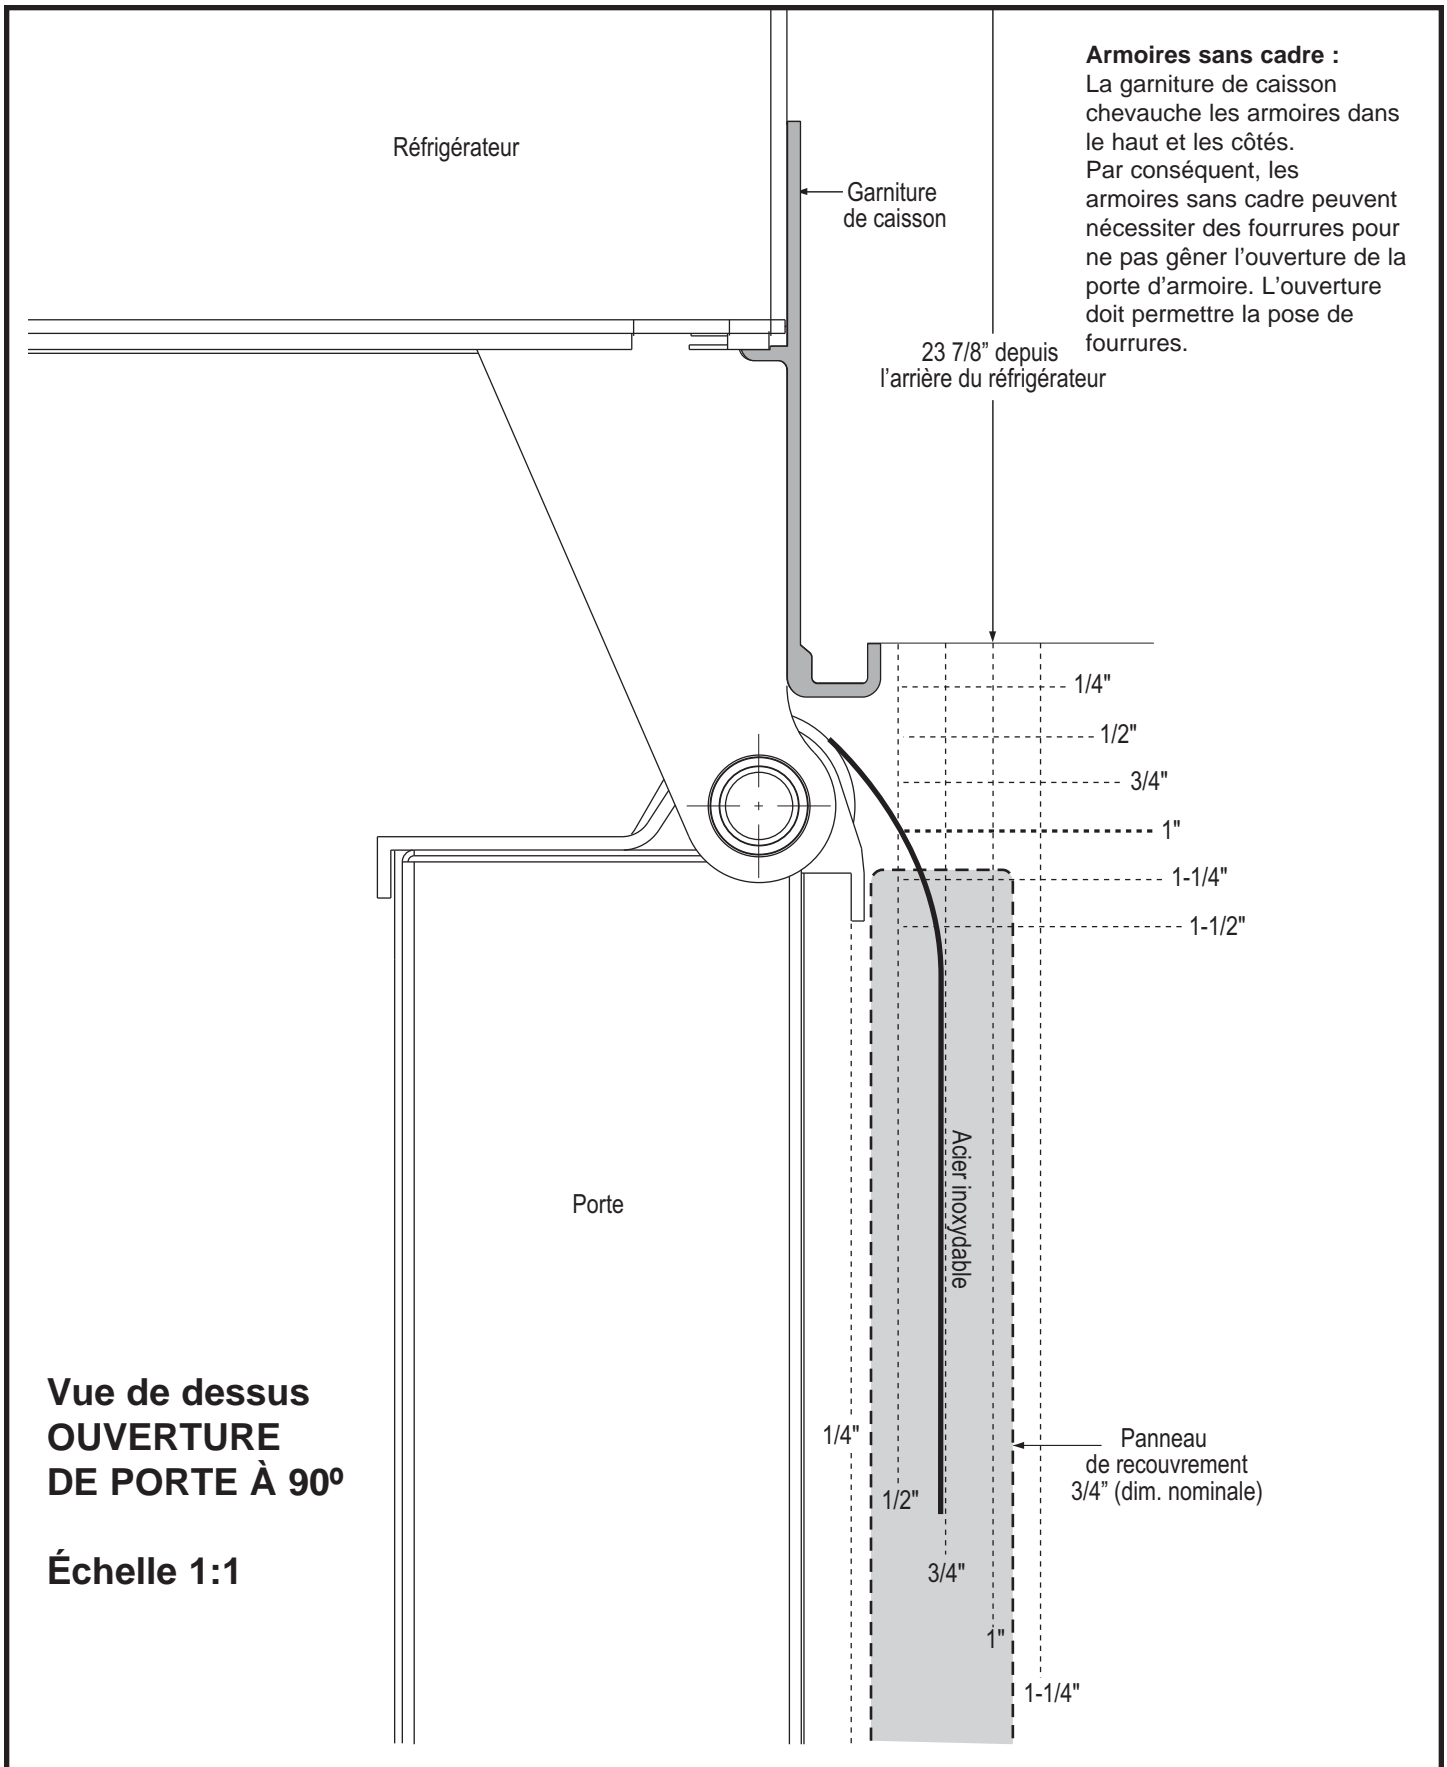 Armoires sans cadre :
La garniture de caisson
chevauche les armoires dans
le haut et les côtés.
Par conséquent, les
armoires sans cadre peuvent
nécessiter des fourrures pour
ne pas gêner l’ouverture de la
porte d’armoire. L’ouverture
doit permettre la pose de
fourrures.
Réfrigérateur
Garniture
de caisson
23 7/8” depuis
l’arrière du réfrigérateur
1/4"
1/2"
3/4"
1"
1-1/4"
1-1/2"
Acier inoxydable
Porte
Vue de dessus
OUVERTURE
DE PORTE À 90º
Échelle 1:1
1/4"
1/2"
3/4"
1"
1-1/4"
Panneau
de recouvrement
3/4” (dim. nominale)